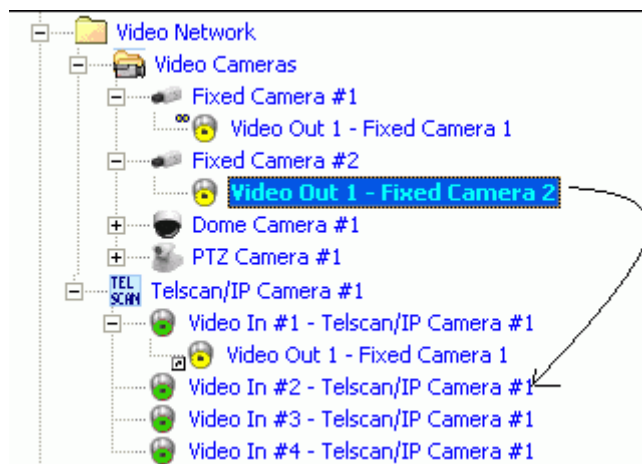 Video Network
Video Cameras
Fixed Camera #1
Video Out 1 - Fixed Camera 1
Fixed Camera #2
Video Out 1 - Fixed Camera 2
Dome Camera #1
PTZ Camera #1
TEL SCAN Telscan/IP Camera #1
Video In #1 - Telscan/IP Camera #1
Video Out 1 - Fixed Camera 1
Video In #2 - Telscan/IP Camera #1
Video In #3 - Telscan/IP Camera #1
Video In #4 - Telscan/IP Camera #1